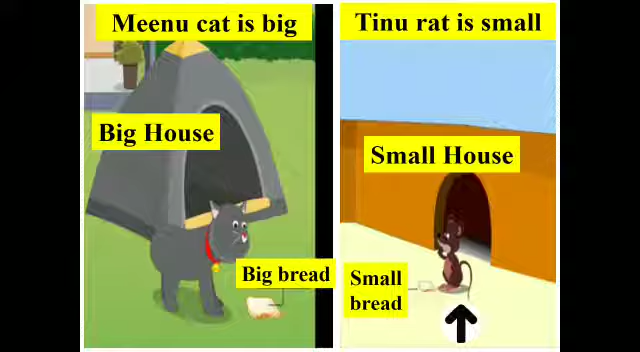 Meenu cat is big
Big House
Big bread
Tinu rat is small
Small House
Small
bread